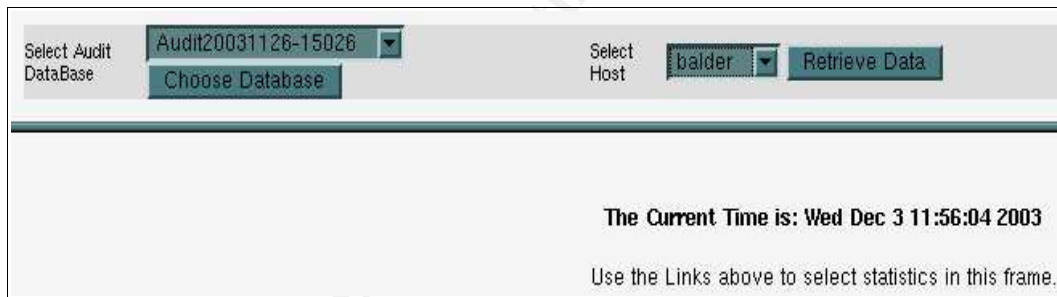 Select Audit
DataBase
Audit20031126-15026
Choose Database
Select
Host
balder
Retrieve Data
The Current Time is: Wed Dec 3 11:56:04 2003
Use the Links above to select statistics in this frame.